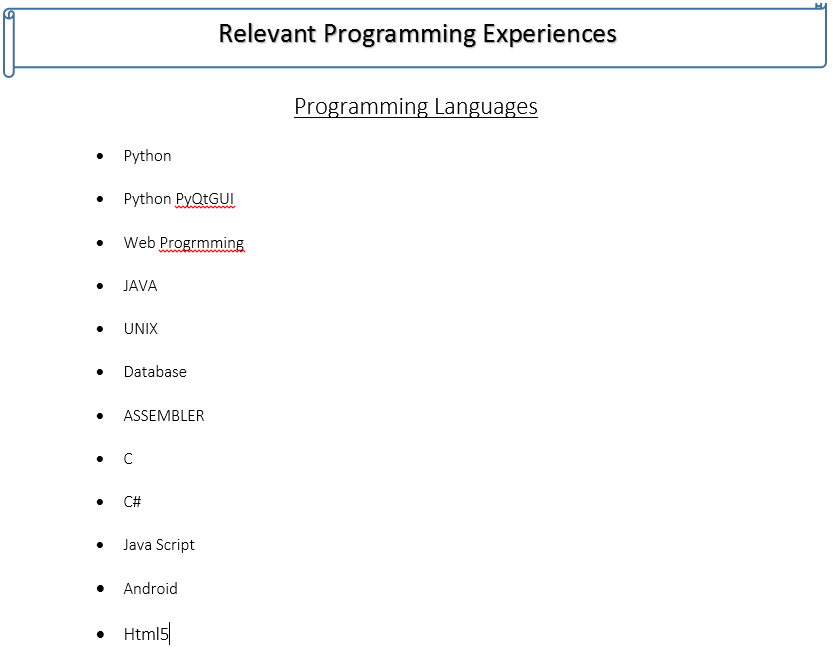 Relevant Programming Experiences
Programming Languages
• Python
• Python PyQtGUI
• Web Progrmming
• JAVA
• UNIX
• Database
• ASSEMBLER
• C
• C#
• Java Script
• Android
• Html5